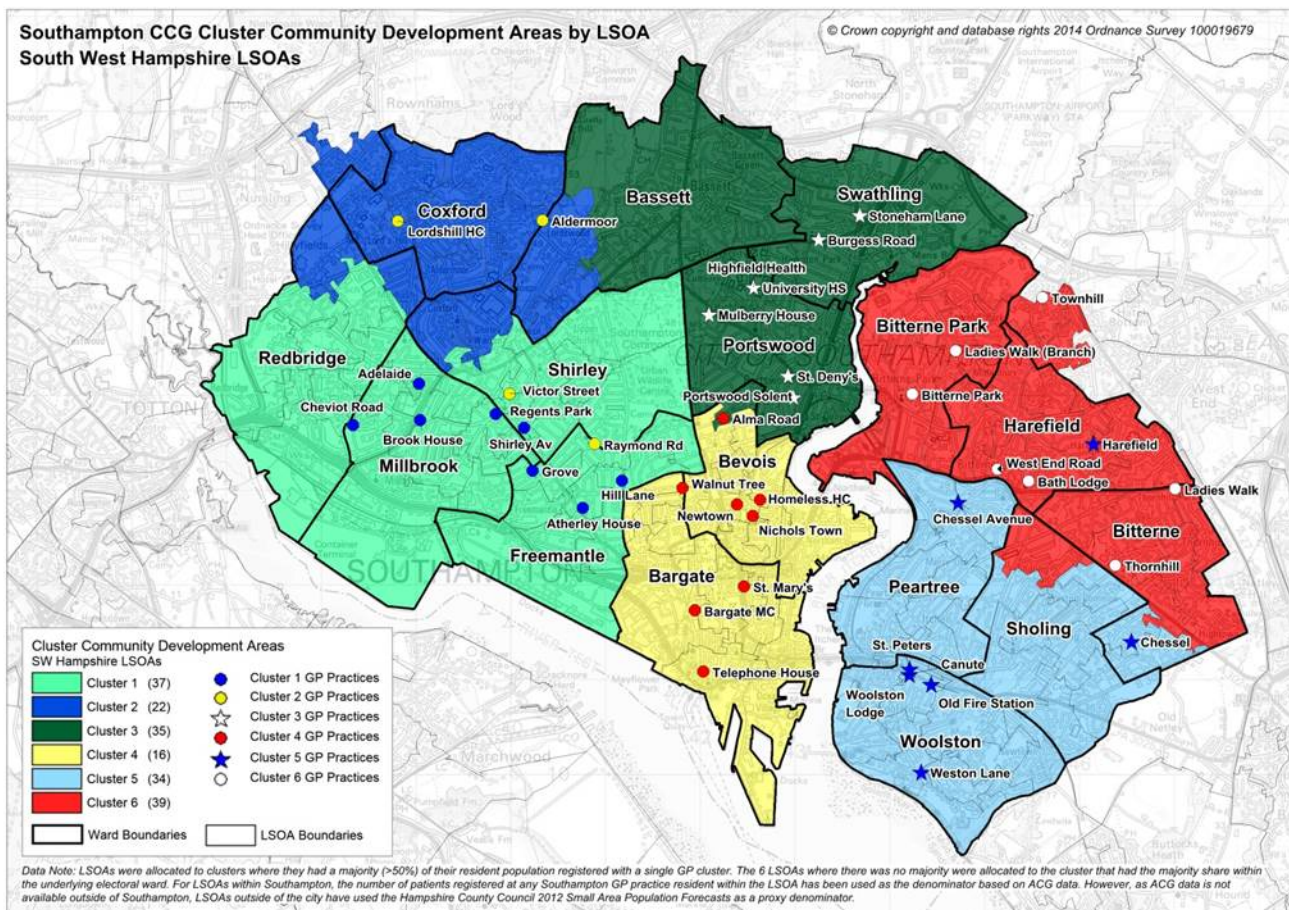 Southampton CCG Cluster Community Development Areas by LSOA
South West Hampshire LSOAs
© Crown copyright and database rights 2014 Ordnance Survey 100019679
Rownhams
Coxford
Lordshill HC
Aldermoor
Bassett
Swathling
Stoneham Lane
Burgess Road
Highfield Health
University HS
Mulberry House
Portswood
St. Deny's
Portswood Solent
Alma Road
Townhill
Bitterne Park
Ladies Walk (Branch)
Bitterne Park
Harefield
Harefield
West End Road
Bath Lodge
Ladies Walk
Bitterne
Thornhill
Redbridge
Adelaide
Cheviot Road
Brook House
Millbrook
Shirley
Victor Street
Regents Park
Shirley Av
Raymond Rd
Grove
Hill Lane
Atherley House
Freemantle
TOTTON
SOUTHAMPTON
Bevois
Walnut Tree
Homeless HC
Newtown
Nichols Town
Bargate
St. Mary's
Bargate MC
Telephone House
Chessel Avenue
Peartree
Sholing
Chessel
St. Peters
Canute
Woolston
Lodge
Old Fire Station
Woolston
Weston Lane
Marchwood
Cluster Community Development Areas
SW Hampshire LSOAs
Cluster 1 (37)
Cluster 2 (22)
Cluster 3 (35)
Cluster 4 (16)
Cluster 5 (34)
Cluster 6 (39)
Cluster 1 GP Practices
Cluster 2 GP Practices
Cluster 3 GP Practices
Cluster 4 GP Practices
Cluster 5 GP Practices
Cluster 6 GP Practices
Ward Boundaries
LSOA Boundaries
Data Note: LSOAs were allocated to clusters where they had a majority (>50%) of their resident population registered with a single GP cluster. The 6 LSOAs where there was no majority were allocated to the cluster that had the majority share within
the underlying electoral ward. For LSOAs within Southampton, the number of patients registered at any Southampton GP practice resident within the LSOA has been used as the denominator based on ACG data. However, as ACG data is not
available outside of Southampton, LSOAs outside of the city have used the Hampshire County Council 2012 Small Area Population Forecasts as a proxy denominator.